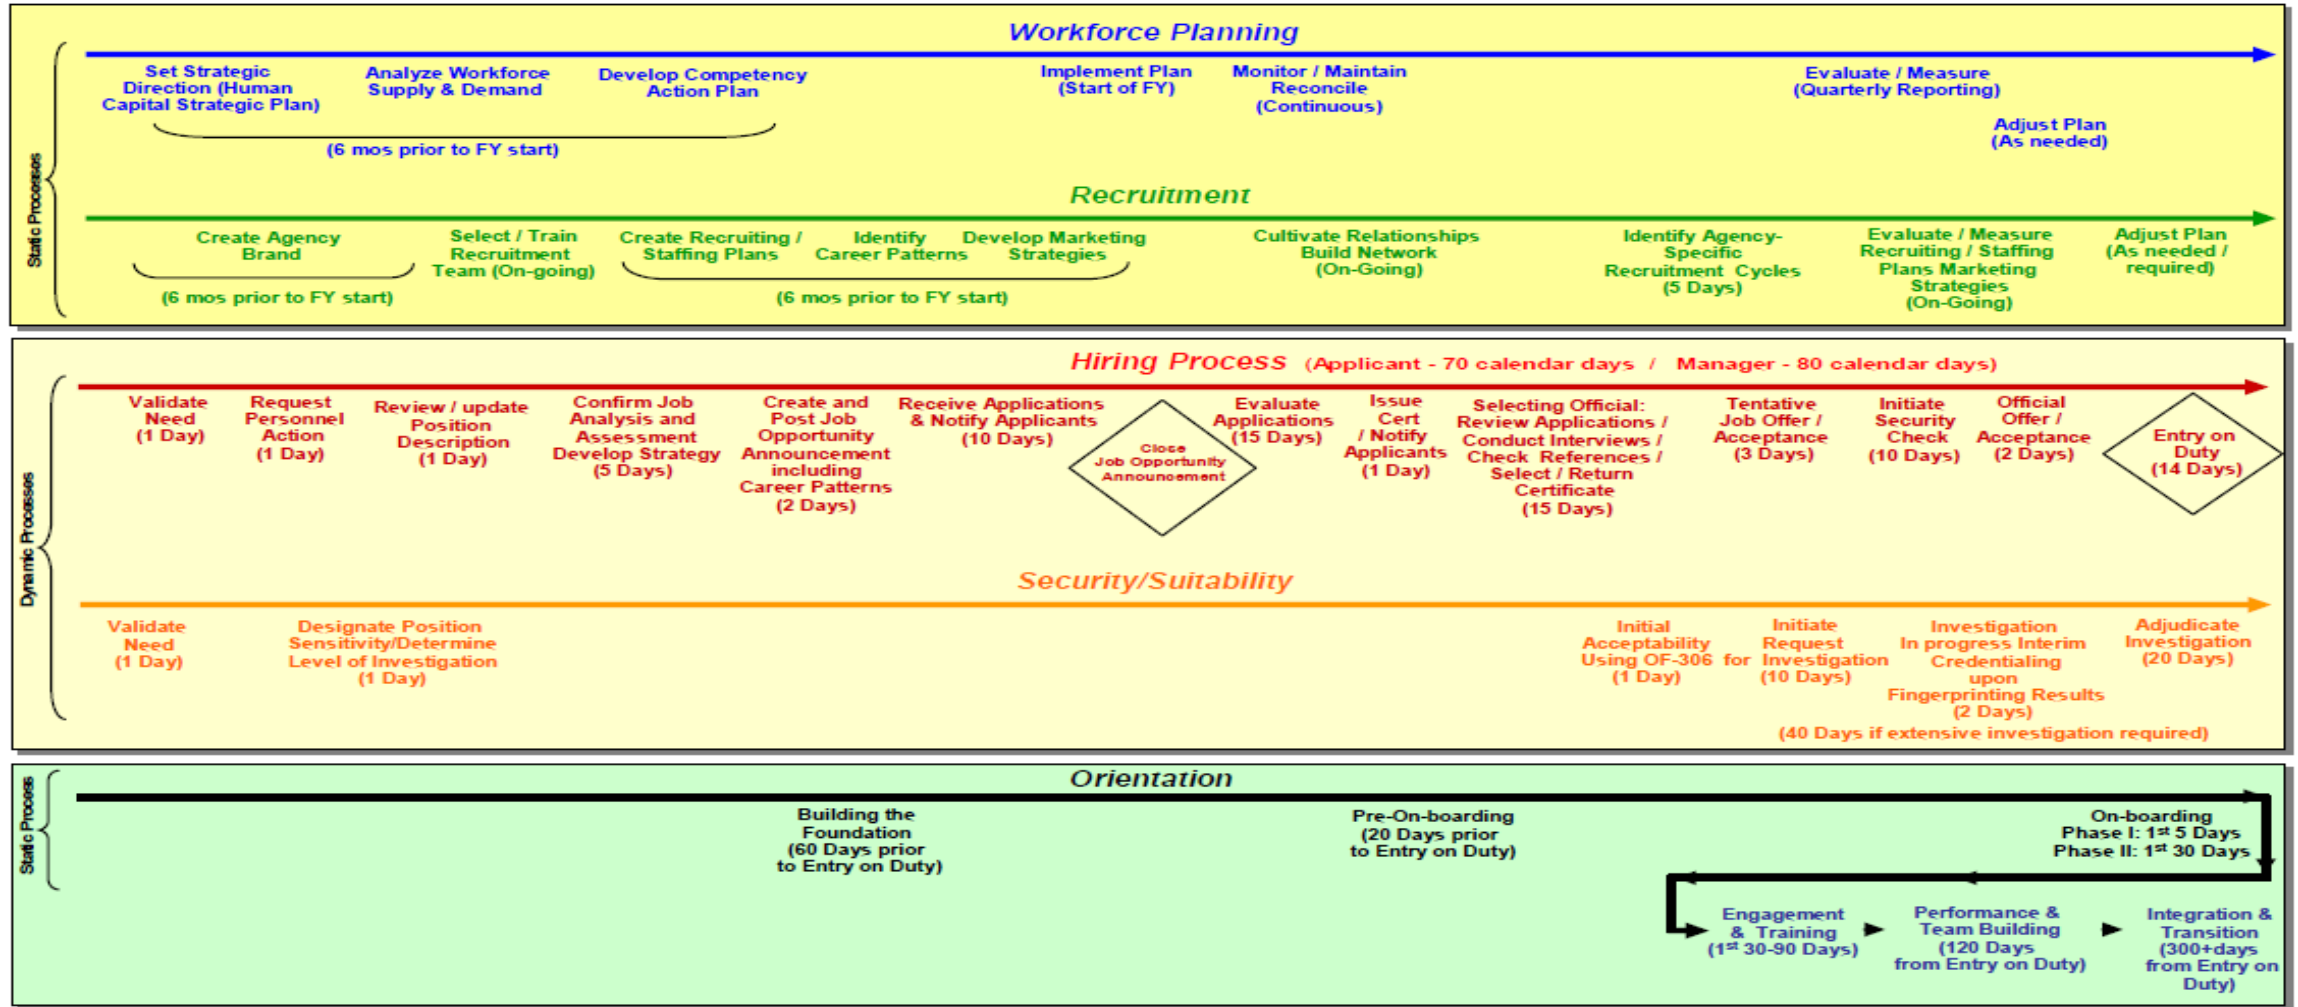 Workforce Planning
Set Strategic
Direction (Human
Capital Strategic Plan)
Analyze Workforce
Supply & Demand
Develop Competency
Action Plan
(6 mos prior to FY start)
Implement Plan
(Start of FY)
Monitor / Maintain
Reconcile
(Continuous)
Evaluate / Measure
(Quarterly Reporting)
Adjust Plan
(As needed)
Static Processes
Recruitment
Create Agency
Brand
(6 mos prior to FY start)
Select / Train
Recruitment
Team (On-going)
Create Recruiting /
Staffing Plans
Identify
Career Patterns
Develop Marketing
Strategies
(6 mos prior to FY start)
Cultivate Relationships
Build Network
(On-Going)
Identify Agency-
Specific
Recruitment Cycles
(5 Days)
Evaluate / Measure
Recruiting / Staffing
Plans Marketing
Strategies
(On-Going)
Adjust Plan
(As needed /
required)
Hiring Process (Applicant - 70 calendar days / Manager - 80 calendar days)
Validate
Need
(1 Day)
Request
Personnel
Action
(1 Day)
Review / update
Position
Description
(1 Day)
Confirm Job
Analysis and
Assessment
Develop Strategy
(5 Days)
Create and
Post Job
Opportunity
Announcement
including
Career Patterns
(2 Days)
Receive Applications
& Notify Applicants
(10 Days)
Close
Job Opportunity
Announcement
Evaluate
Applications
(15 Days)
Issue
Cert
/ Notify
Applicants
(1 Day)
Selecting Official:
Review Applications /
Conduct Interviews /
Check References /
Select / Return
Certificate
(15 Days)
Tentative
Job Offer /
Acceptance
(3 Days)
Initiate
Security
Check
(10 Days)
Official
Offer /
Acceptance
(2 Days)
Entry on
Duty
(14 Days)
Dynamic Processes
Security/Suitability
Validate
Need
(1 Day)
Designate Position
Sensitivity/Determine
Level of Investigation
(1 Day)
Initial
Acceptability
Using OF-306
(1 Day)
Initiate
Request
for Investigation
(10 Days)
Investigation
In progress Interim
Credentialing
upon
Fingerprinting Results
(2 Days)
Adjudicate
Investigation
(20 Days)
(40 Days if extensive investigation required)
Static Process
Orientation
Building the
Foundation
(60 Days prior
to Entry on Duty)
Pre-On-boarding
(20 Days prior
to Entry on Duty)
On-boarding
Phase I: 1st 5 Days
Phase II: 1st 30 Days
Engagement
& Training
(1st 30-90 Days)
Performance &
Team Building
(120 Days
from Entry on Duty)
Integration &
Transition
(300+days
from Entry on
Duty)